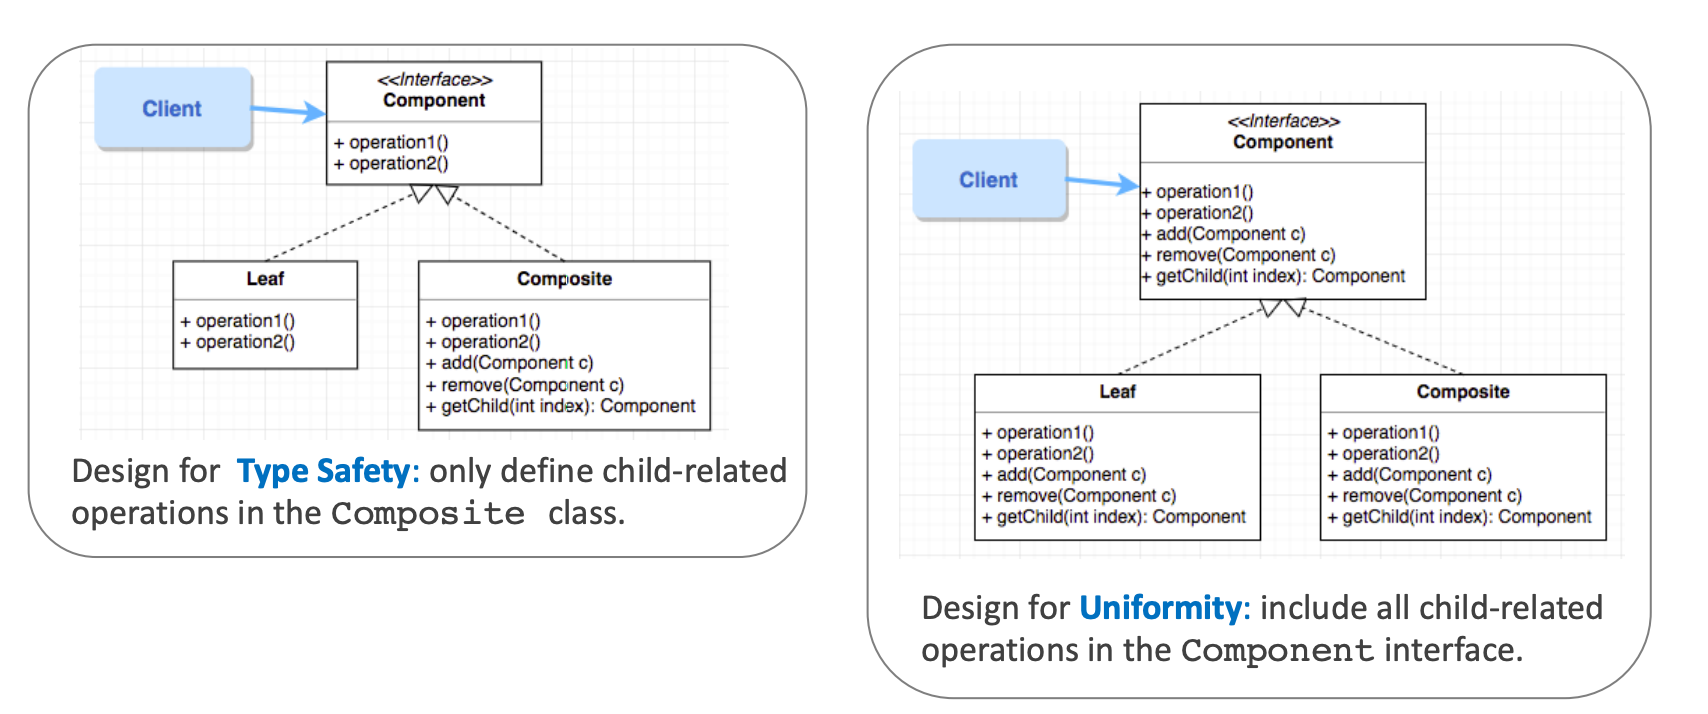 Client
<<Interface>>
Component
+ operation1()
+ operation2()
Leaf
+ operation1()
+ operation2()
Composite
+ operation1()
+ operation2()
+ add(Component c)
+ remove(Component c)
+ getChild(int index): Component
Design for Type Safety: only define child-related
operations in the Composite class.
Client
<<Interface>>
Component
+ operation1()
+ operation2()
+ add(Component c)
+ remove(Component c)
+ getChild(int index): Component
Leaf
+ operation1()
+ operation2()
+ add(Component c)
+ remove(Component c)
+ getChild(int index): Component
Composite
+ operation1()
+ operation2()
+ add(Component c)
+ remove(Component c)
+ getChild(int index): Component
Design for Uniformity: include all child-related
operations in the Component interface.